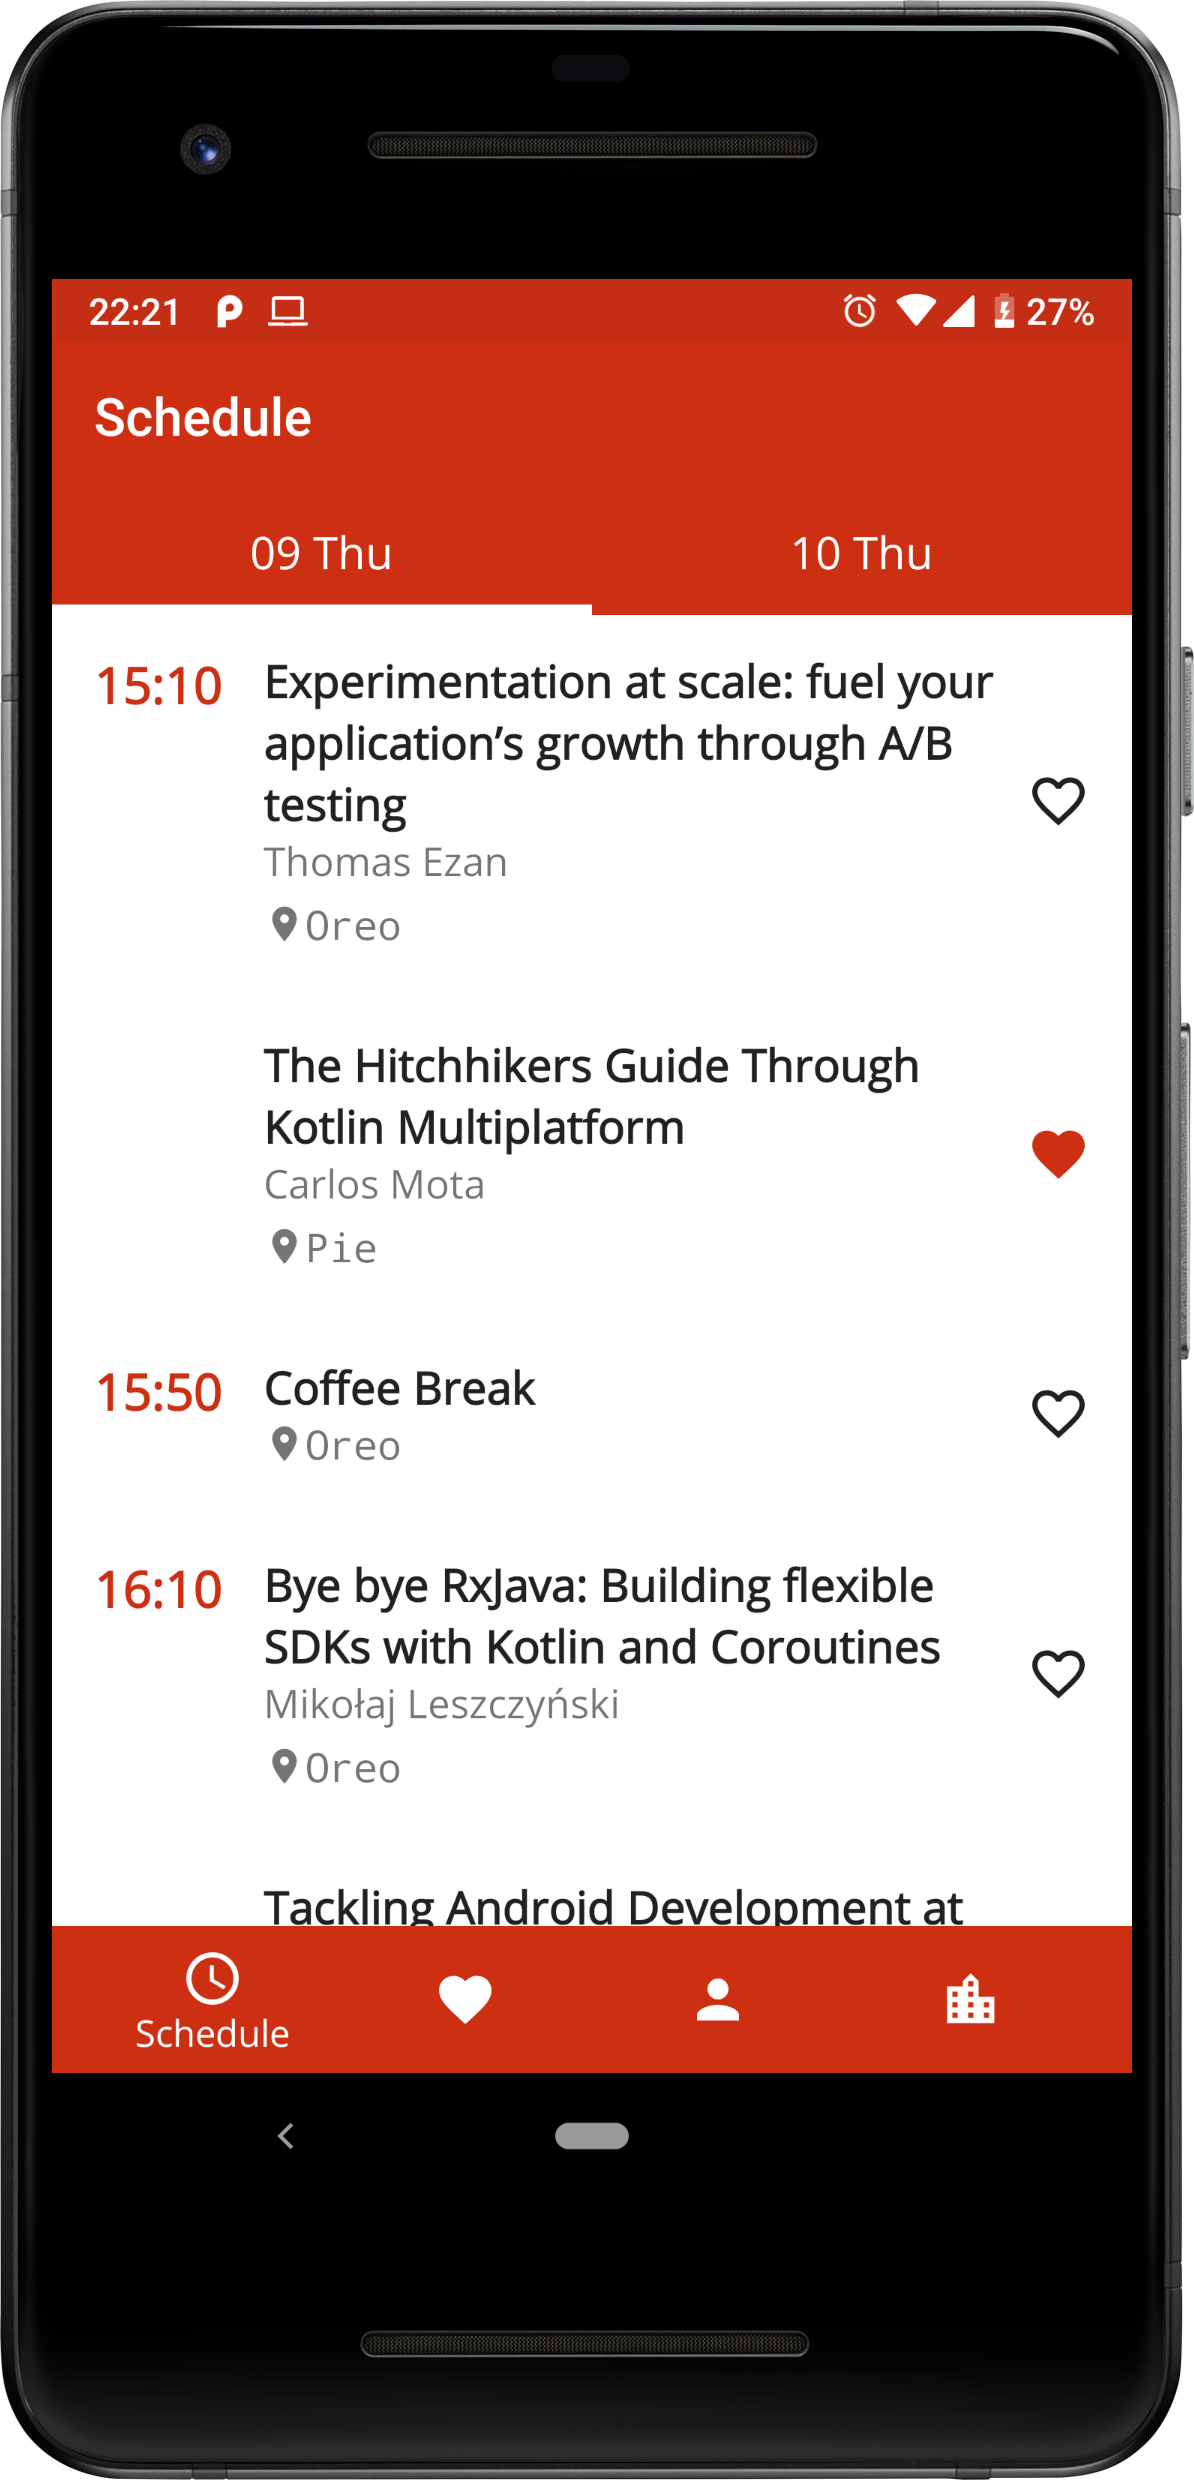 22:21
27%
Schedule
09 Thu
10 Thu
15:10
Experimentation at scale: fuel your
application’s growth through A/B
testing
Thomas Ezan
Oreo
The Hitchhikers Guide Through
Kotlin Multiplatform
Carlos Mota
Pie
15:50
Coffee Break
Oreo
16:10
Bye bye RxJava: Building flexible
SDKs with Kotlin and Coroutines
Mikołaj Leszczyński
Oreo
Tackling Android Development at
Schedule